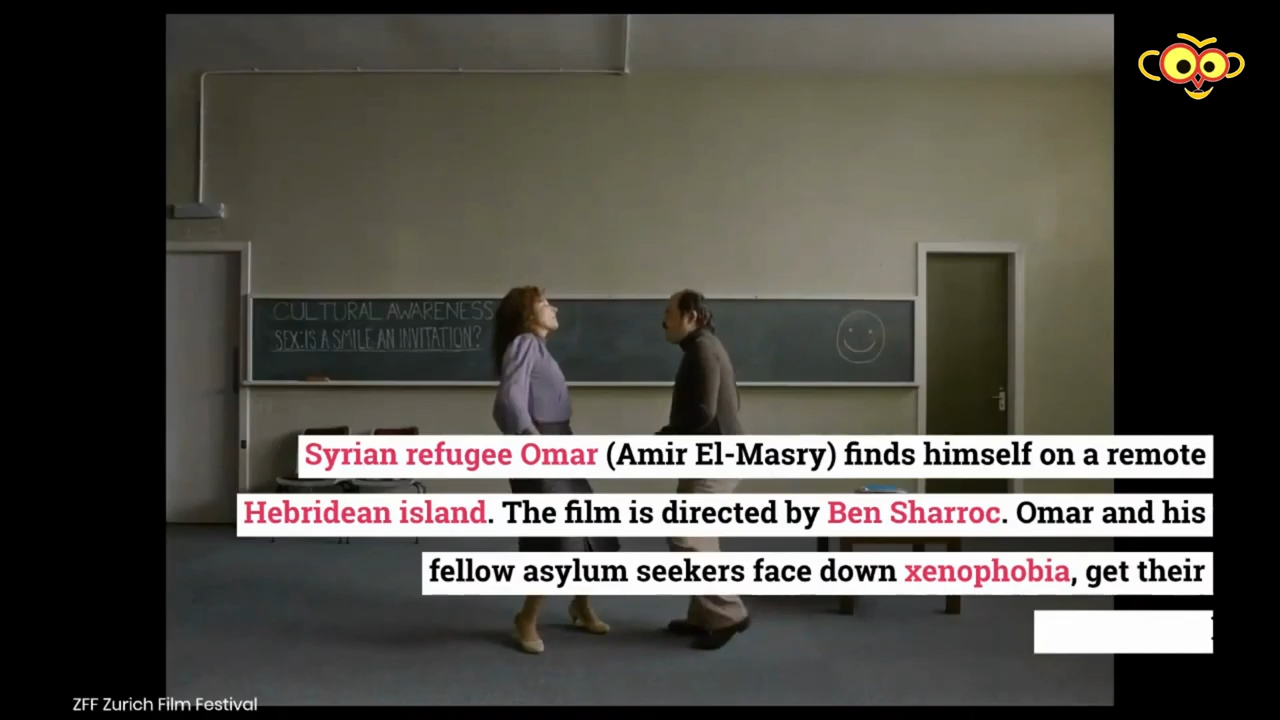 CULTURAL AWARENESS
SEX: IS A SMILE AN INVITATION?
Syrian refugee Omar (Amir El-Masry) finds himself on a remote
Hebridean island. The film is directed by Ben Sharroc. Omar and his
fellow asylum seekers face down xenophobia, get their
ZFF Zurich Film Festival